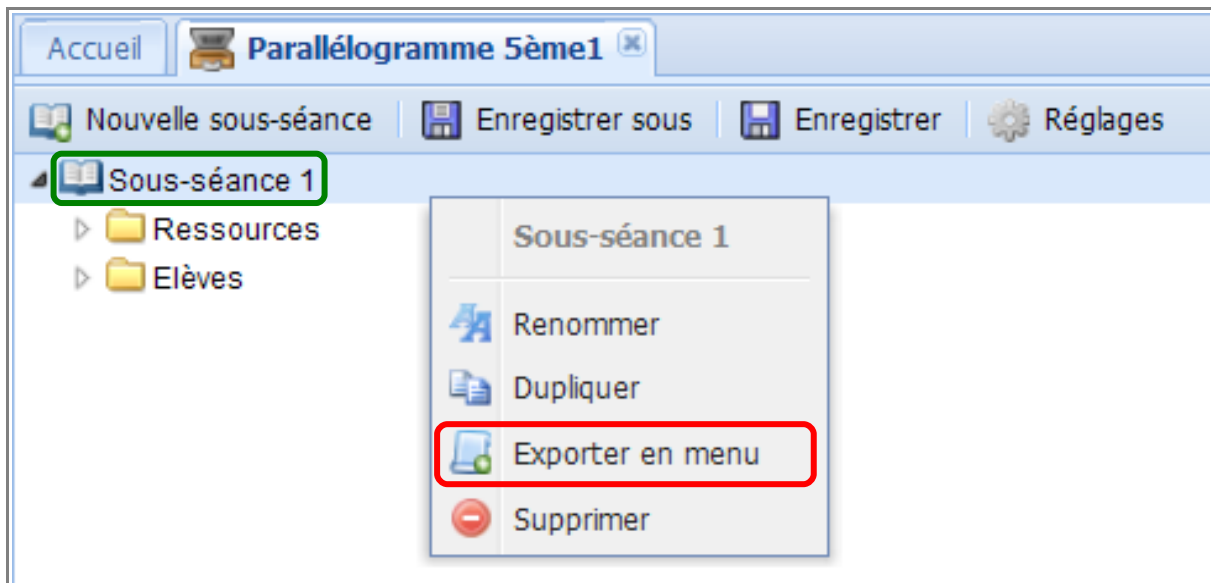 Accueil Parallélogramme 5ème1
Nouvelle sous-séance Enregistrer sous Enregistrer Réglages
Sous-séance 1
Ressources
Elèves
Sous-séance 1
Renommer
Dupliquer
Exporter en menu
Supprimer